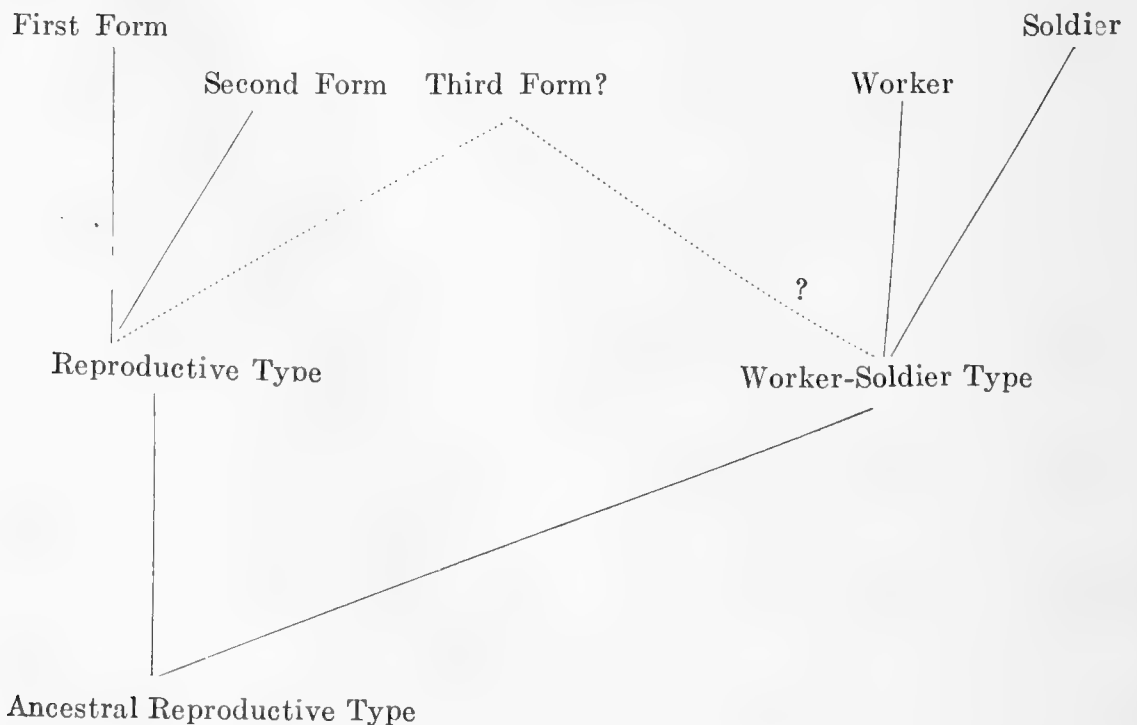 First Form
Soldier
Second Form
Third Form?
Worker
?
Reproductive Type
Worker-Soldier Type
Ancestral Reproductive Type